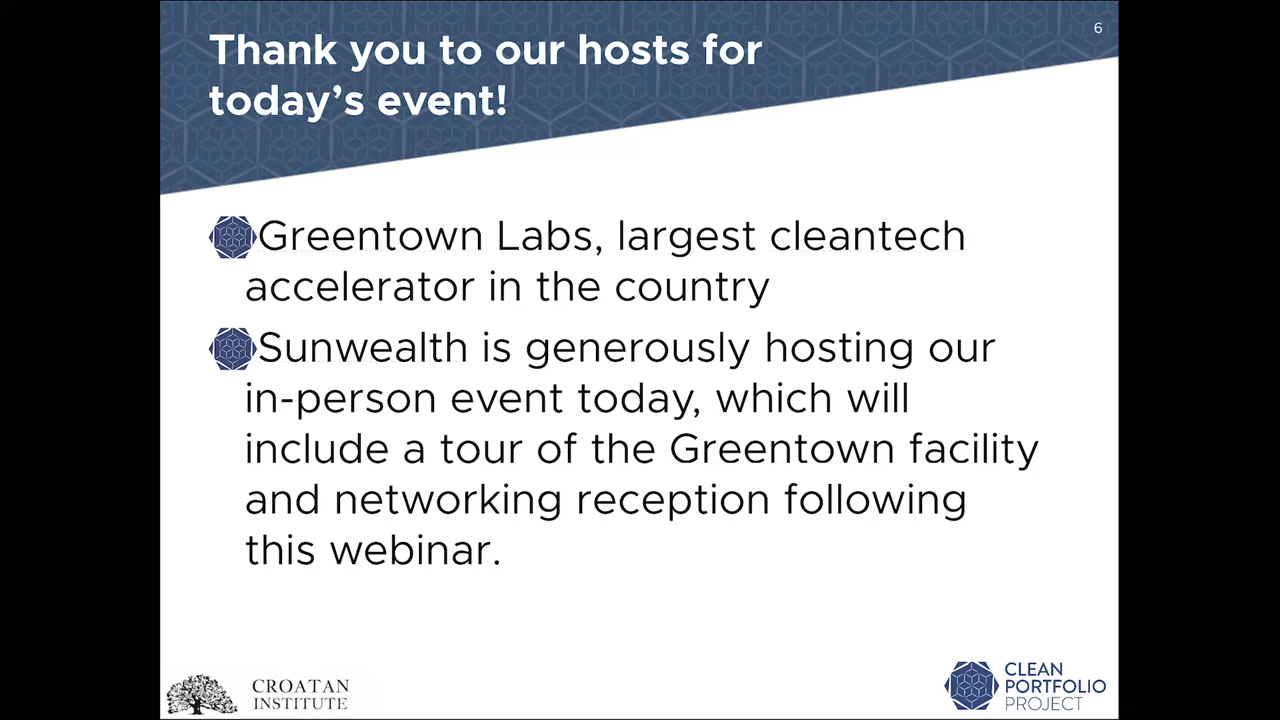 6
Thank you to our hosts for
today’s event!
Greentown Labs, largest cleantech
accelerator in the country
Sunwealth is generously hosting our
in-person event today, which will
include a tour of the Greentown facility
and networking reception following
this webinar.
CROATAN
INSTITUTE
CLEAN
PORTFOLIO
PROJECT